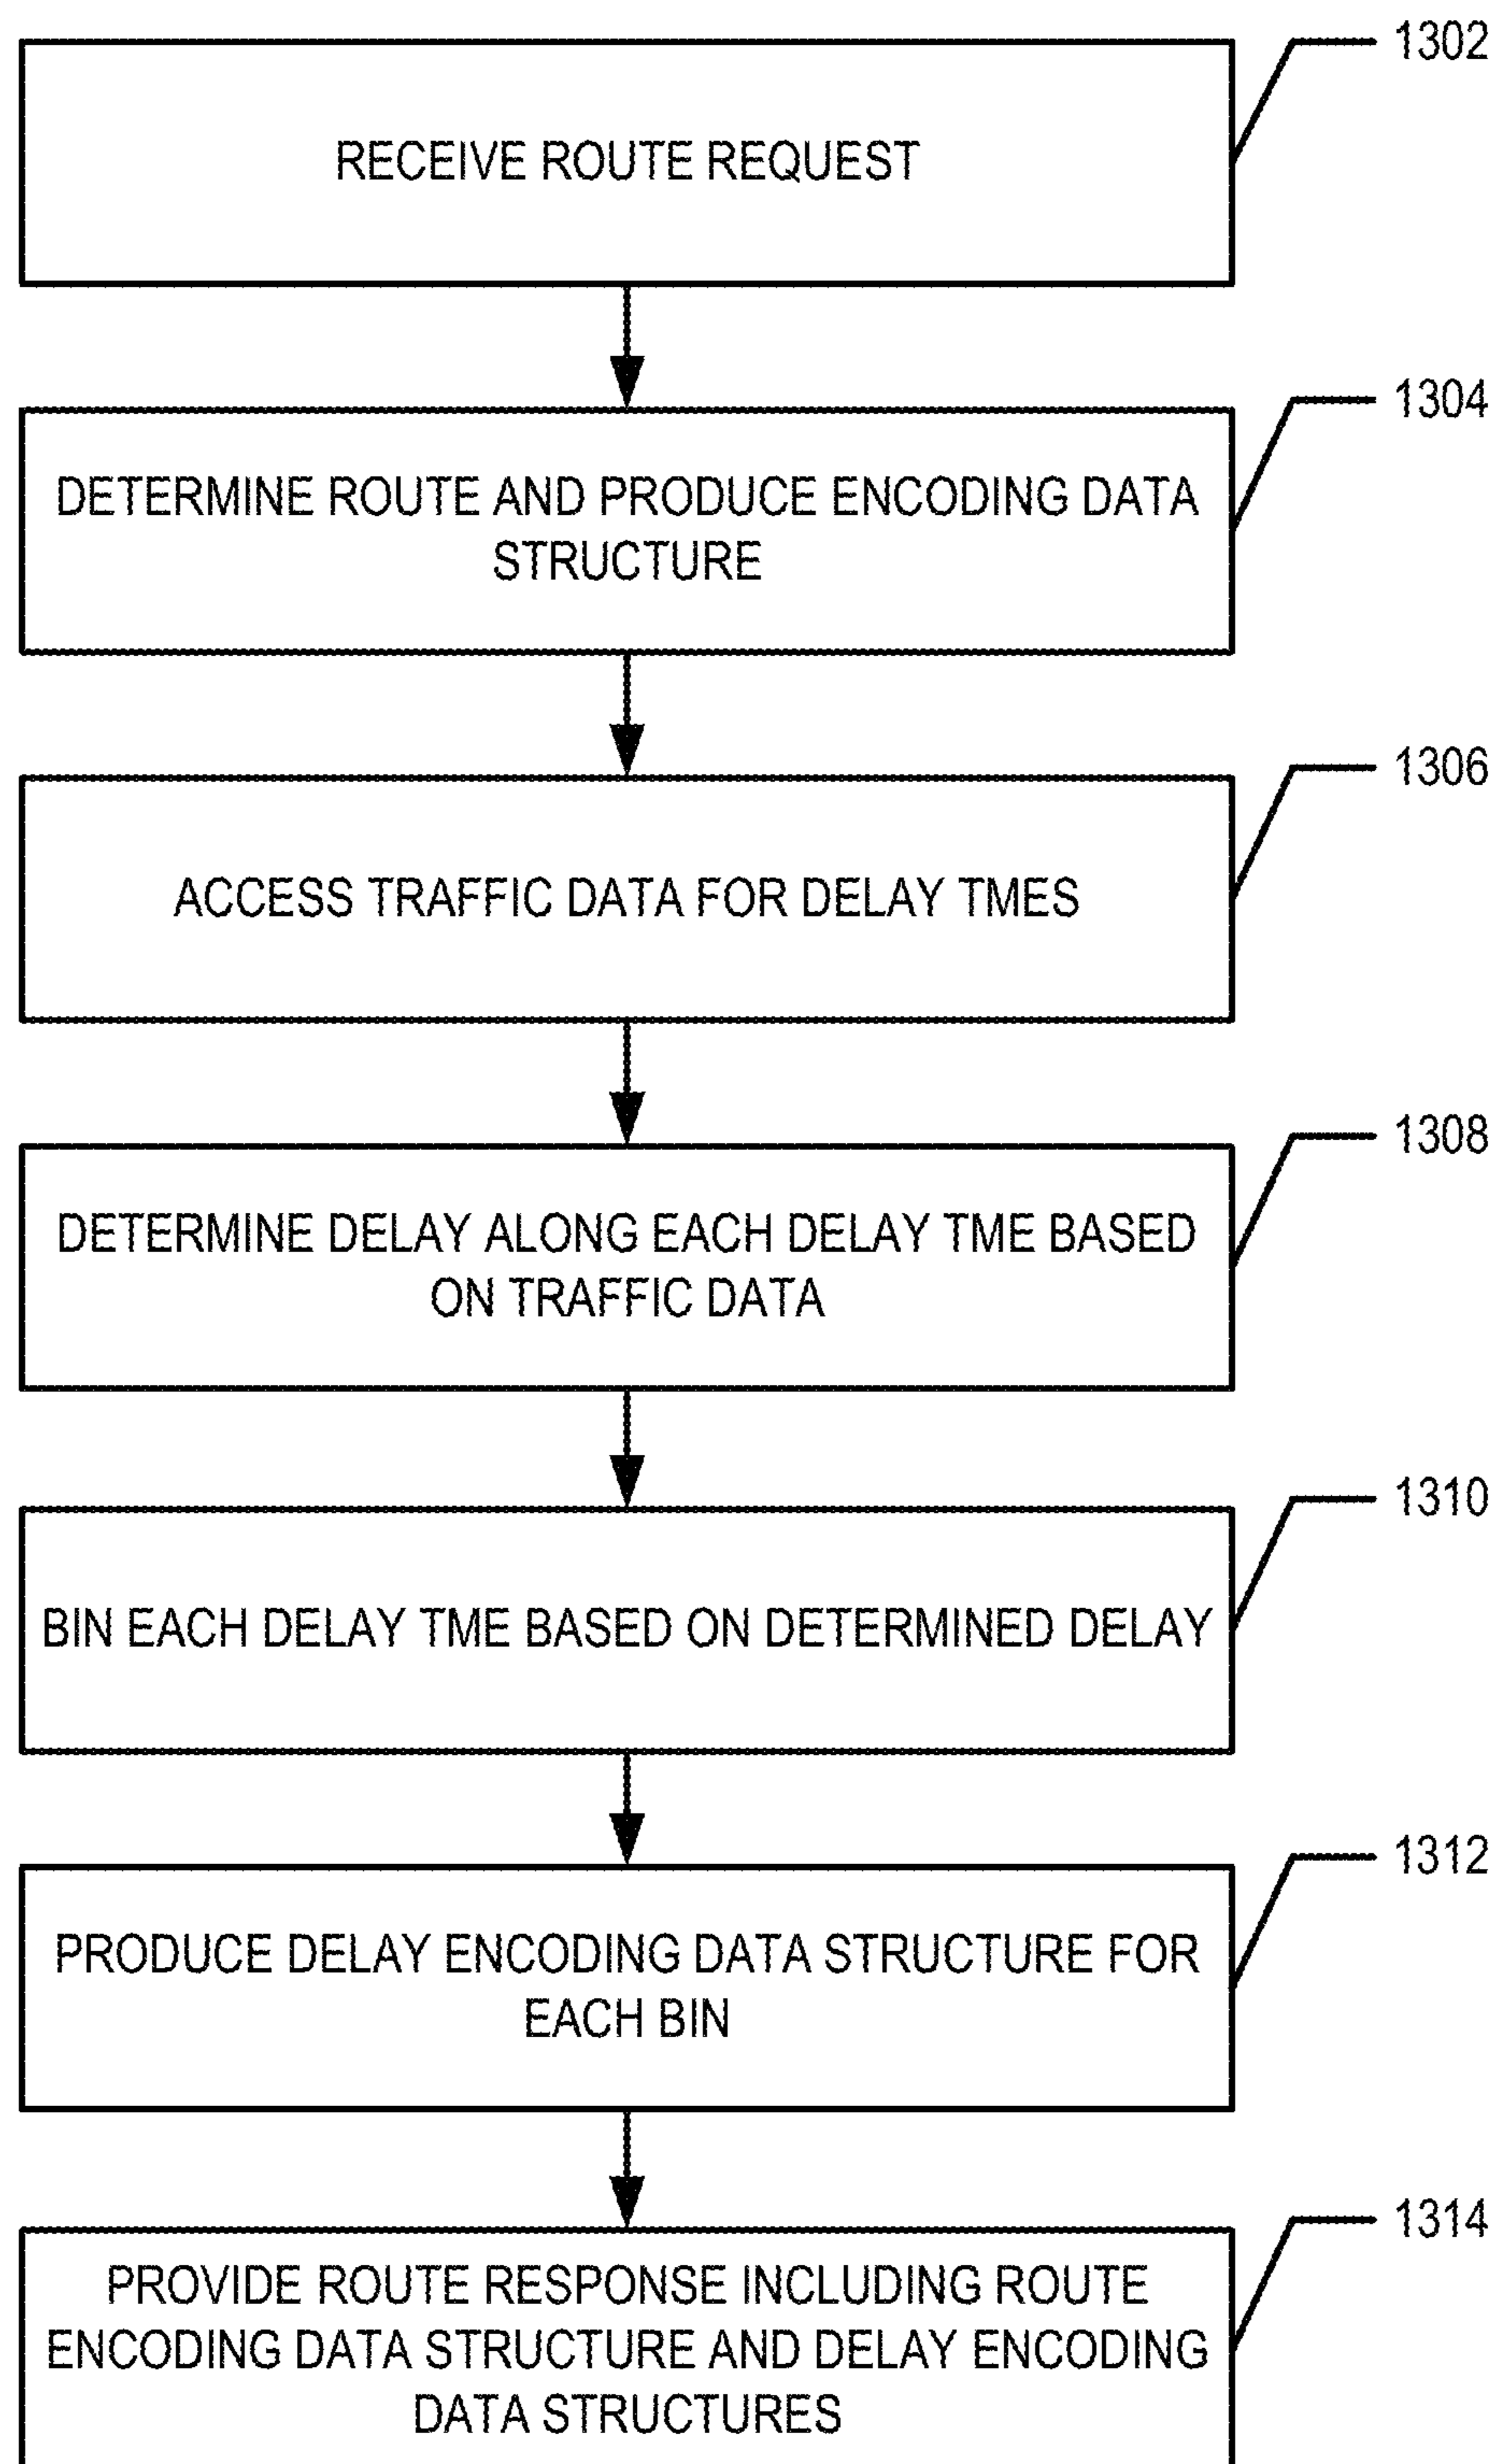 1302
RECEIVE ROUTE REQUEST
1304
DETERMINE ROUTE AND PRODUCE ENCODING DATA
STRUCTURE
1306
ACCESS TRAFFIC DATA FOR DELAY TMES
1308
DETERMINE DELAY ALONG EACH DELAY TME BASED
ON TRAFFIC DATA
1310
BIN EACH DELAY TME BASED ON DETERMINED DELAY
1312
PRODUCE DELAY ENCODING DATA STRUCTURE FOR
EACH BIN
1314
PROVIDE ROUTE RESPONSE INCLUDING ROUTE
ENCODING DATA STRUCTURE AND DELAY ENCODING
DATA STRUCTURES